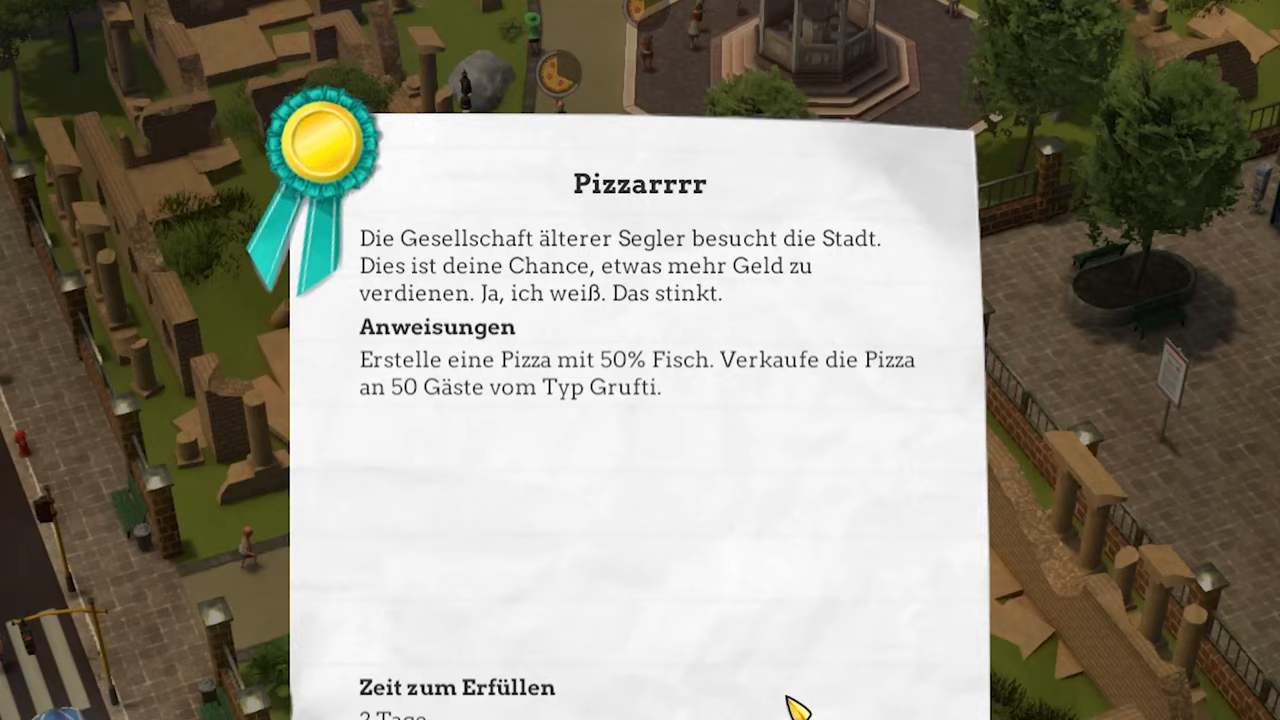 Pizzarrrr
Die Gesellschaft älterer Segler besucht die Stadt.
Dies ist deine Chance, etwas mehr Geld zu
verdienen. Ja, ich weiß. Das stinkt.
Anweisungen
Erstelle eine Pizza mit 50% Fisch. Verkaufe die Pizza
an 50 Gäste vom Typ Grufti.
Zeit zum Erfüllen
Tage